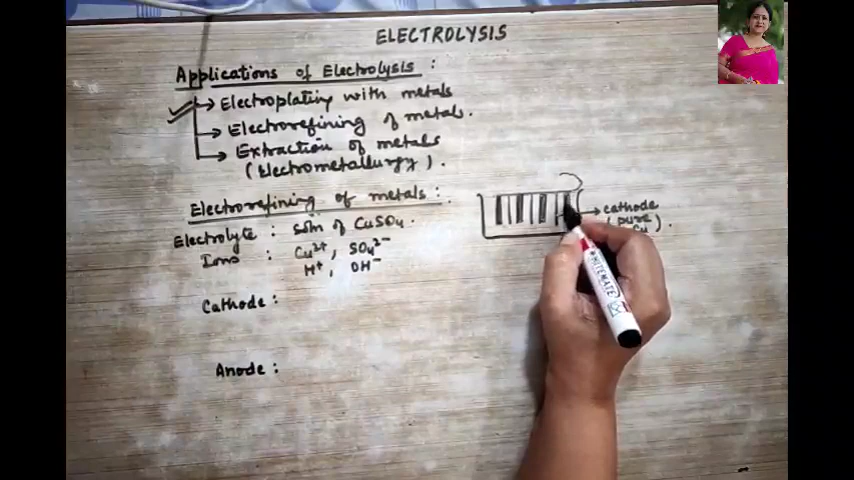 ELECTROLYSIS
Applications of Electrolysis :
Electroplating with metals
Electrorefining of metals.
Extraction of metals
(Electrometallurgy).
Electrorefining of metals :
Electrolyte : soln of CuSO₄.
Ions : Cu²⁺, SO₄²⁻
H⁺, OH⁻
cathode
(pure
Cu).
Cathode :
Anode :
WHITEMATE